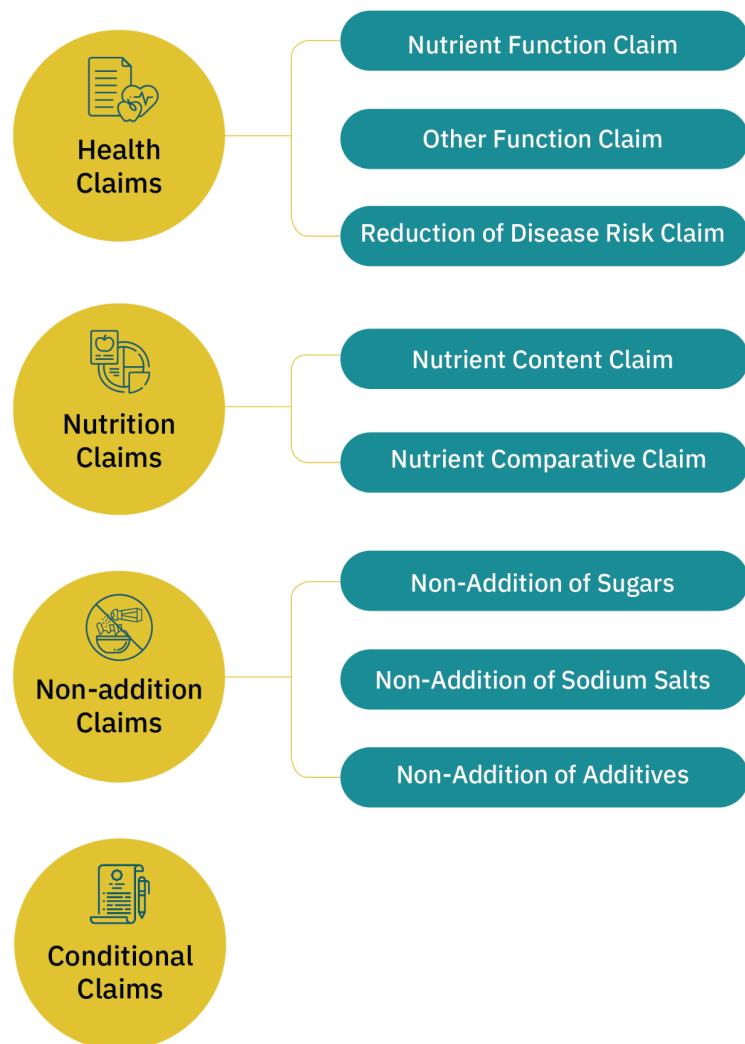 Health
Claims
Nutrient Function Claim
Other Function Claim
Reduction of Disease Risk Claim
Nutrition
Claims
Nutrient Content Claim
Nutrient Comparative Claim
Non-addition
Claims
Non-Addition of Sugars
Non-Addition of Sodium Salts
Non-Addition of Additives
Conditional
Claims